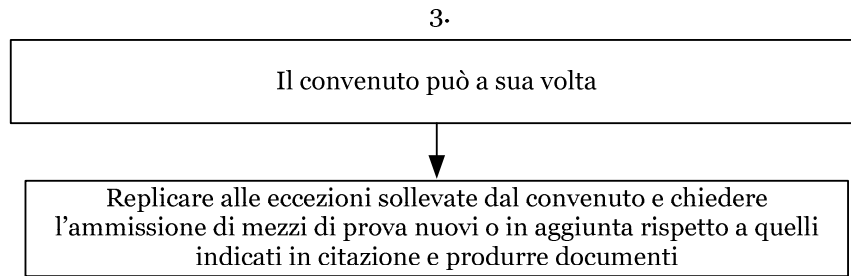 3.
Il convenuto può a sua volta
Replicare alle eccezioni sollevate dal convenuto e chiedere
l’ammissione di mezzi di prova nuovi o in aggiunta rispetto a quelli
indicati in citazione e produrre documenti